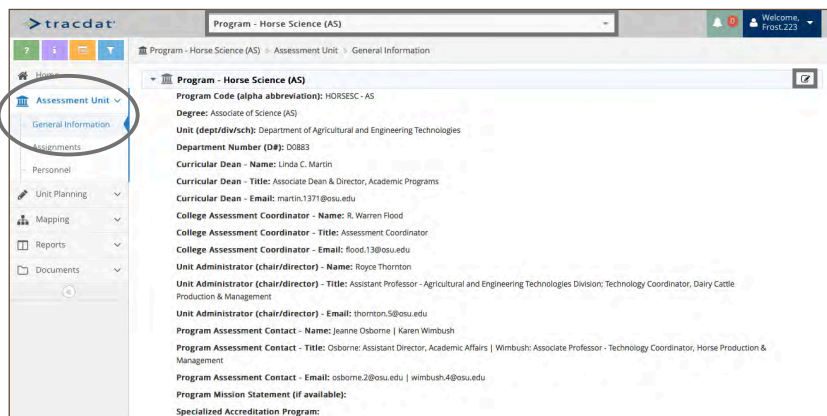 tracdat
Program - Horse Science (AS)
0
Welcome,
Frost.223
? i
Program - Horse Science (AS) > Assessment Unit > General Information
Home
Assessment Unit
General Information
Assignments
Personnel
Unit Planning
Mapping
Reports
Documents
Program - Horse Science (AS)
Program Code (alpha abbreviation): HORSESC - AS
Degree: Associate of Science (AS)
Unit (dept/div/sch): Department of Agricultural and Engineering Technologies
Department Number (D#): D0883
Curricular Dean - Name: Linda C. Martin
Curricular Dean - Title: Associate Dean & Director, Academic Programs
Curricular Dean - Email: martin.1371@osu.edu
College Assessment Coordinator - Name: R. Warren Flood
College Assessment Coordinator - Title: Assessment Coordinator
College Assessment Coordinator - Email: flood.13@osu.edu
Unit Administrator (chair/director) - Name: Royce Thornton
Unit Administrator (chair/director) - Title: Assistant Professor - Agricultural and Engineering Technologies Division; Technology Coordinator, Dairy Cattle
Production & Management
Unit Administrator (chair/director) - Email: thornton.5@osu.edu
Program Assessment Contact - Name: Jeanne Osborne | Karen Wimbush
Program Assessment Contact - Title: Osborne: Assistant Director, Academic Affairs | Wimbush: Associate Professor - Technology Coordinator, Horse Production &
Management
Program Assessment Contact - Email: osborne.2@osu.edu | wimbush.4@osu.edu
Program Mission Statement (if available):
Specialized Accreditation Program: